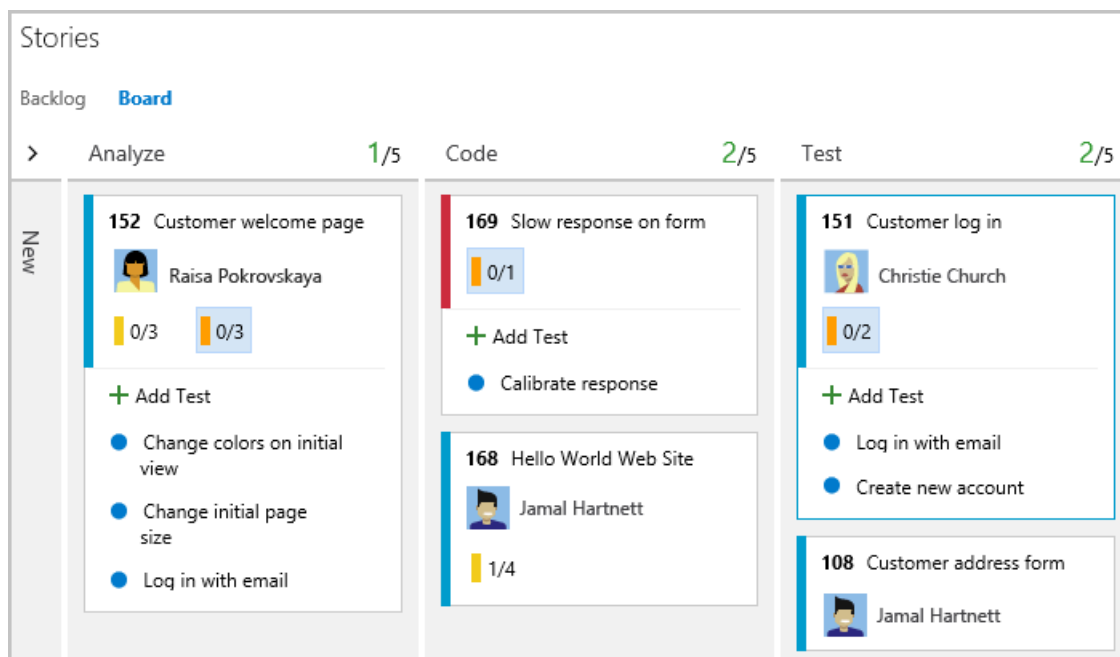 Stories
Backlog Board
> Analyze 1/5 Code 2/5 Test 2/5
New
152 Customer welcome page
Raisa Pokrovskaya
0/3 0/3
+ Add Test
Change colors on initial
view
Change initial page
size
Log in with email
169 Slow response on form
0/1
+ Add Test
Calibrate response
168 Hello World Web Site
Jamal Hartnett
1/4
151 Customer log in
Christie Church
0/2
+ Add Test
Log in with email
Create new account
108 Customer address form
Jamal Hartnett